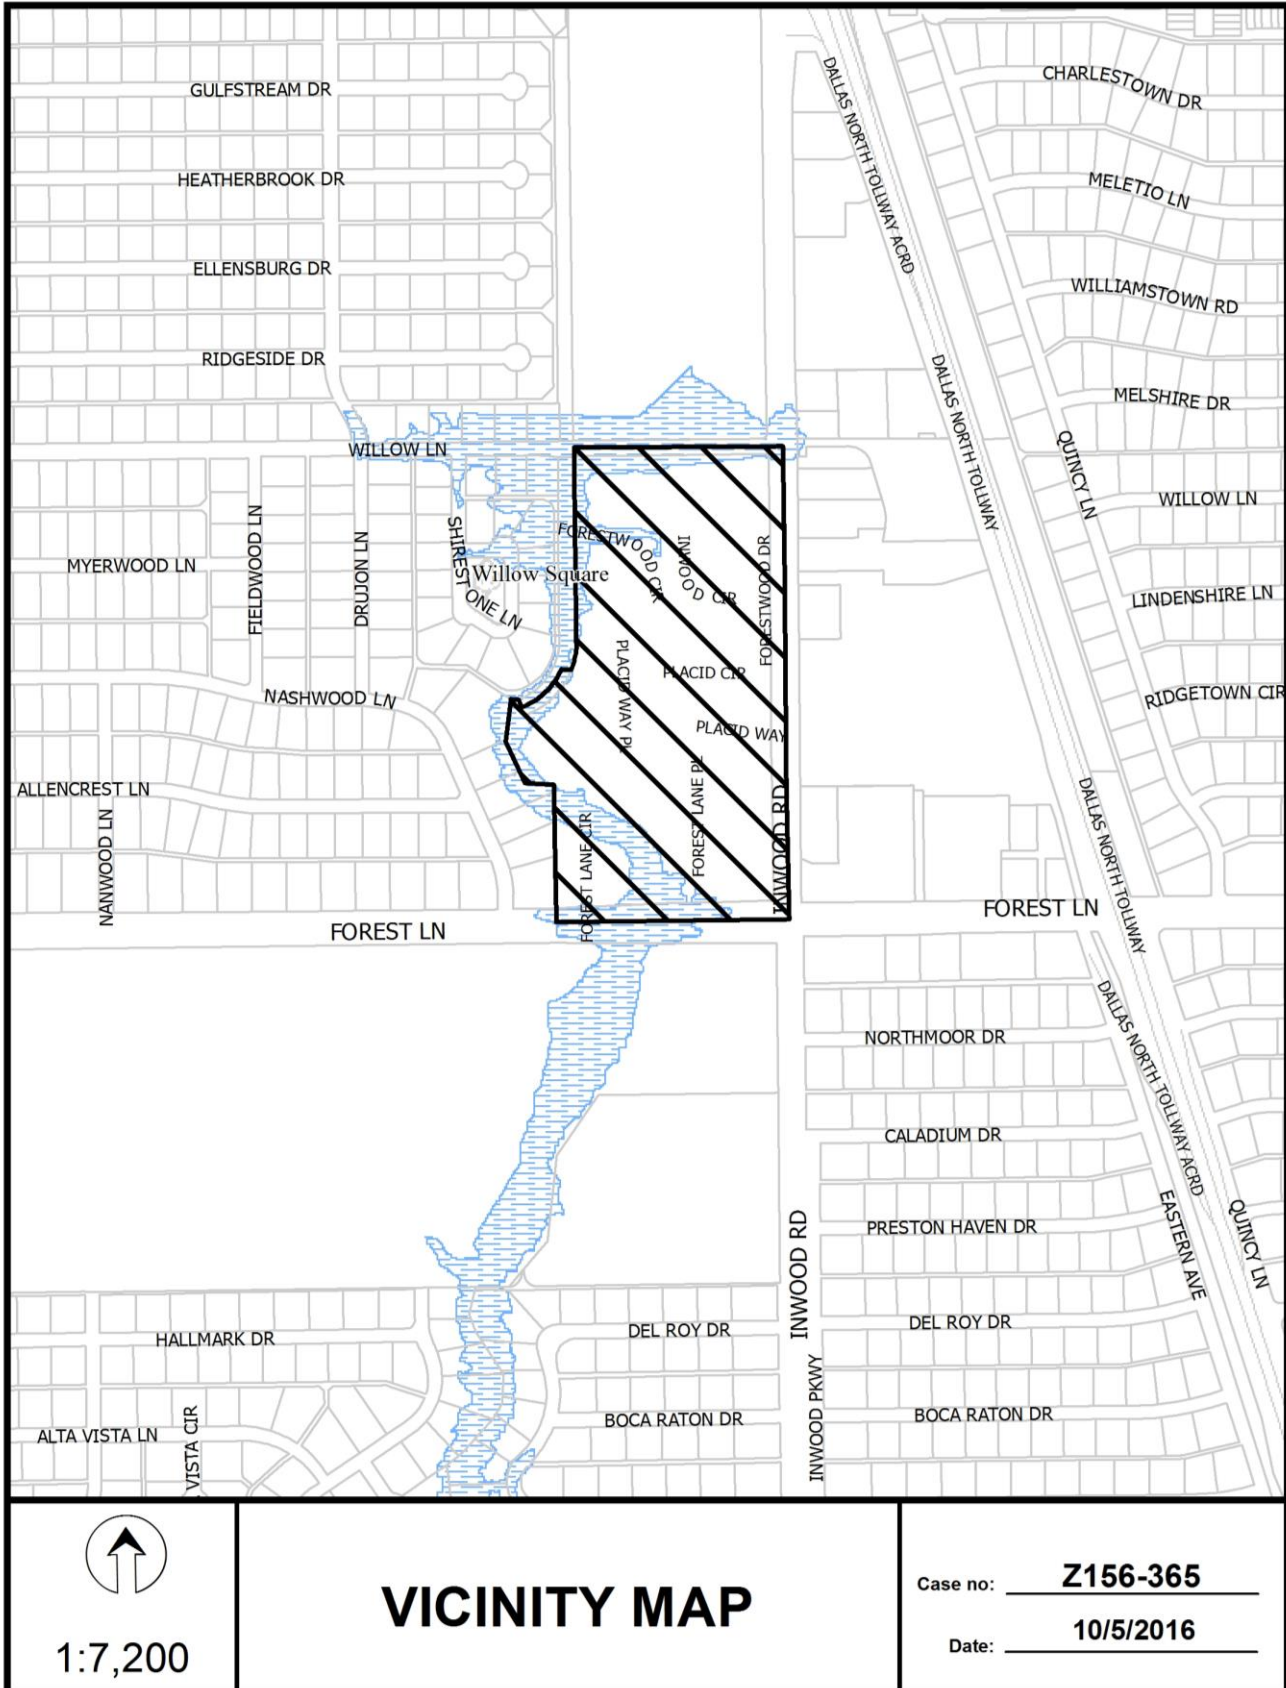 GULFSTREAM DR
HEATHERBROOK DR
ELLENSBURG DR
RIDGESIDE DR
DALLAS NORTH TOLLWAY ACRD
CHARLESTOWN DR
MELETIO LN
WILLIAMSTOWN RD
MELSHIRE DR
DALLAS NORTH TOLLWAY
QUINCY LN
WILLOW LN
WILLOW LN
MYERWOOD LN
FIELDWOOD LN
DRUJON LN
SHIRESTONE LN
Willow Square
FORESTWOOD CIR
CIR
FORESTWOOD DR
LINDENSHIRE LN
PLACID WAY PL
PLACID CIR
PLACID WAY
RIDGETOWN CIR
NASHWOOD LN
ALLENCREST LN
NANWOOD LN
FOREST LANE CIR
FOREST LANE PL
INWOOD RD
DALLAS NORTH TOLLWAY
FOREST LN
FOREST LN
DALLAS NORTH TOLLWAY ACRD
NORTHMOOR DR
CALADIUM DR
PRESTON HAVEN DR
EASTERN AVE
QUINCY LN
INWOOD RD
HALLMARK DR
DEL ROY DR
DEL ROY DR
ALTA VISTA LN
VISTA CIR
BOCA RATON DR
INWOOD PKWY
BOCA RATON DR
1:7,200
VICINITY MAP
Case no: Z156-365
Date: 10/5/2016